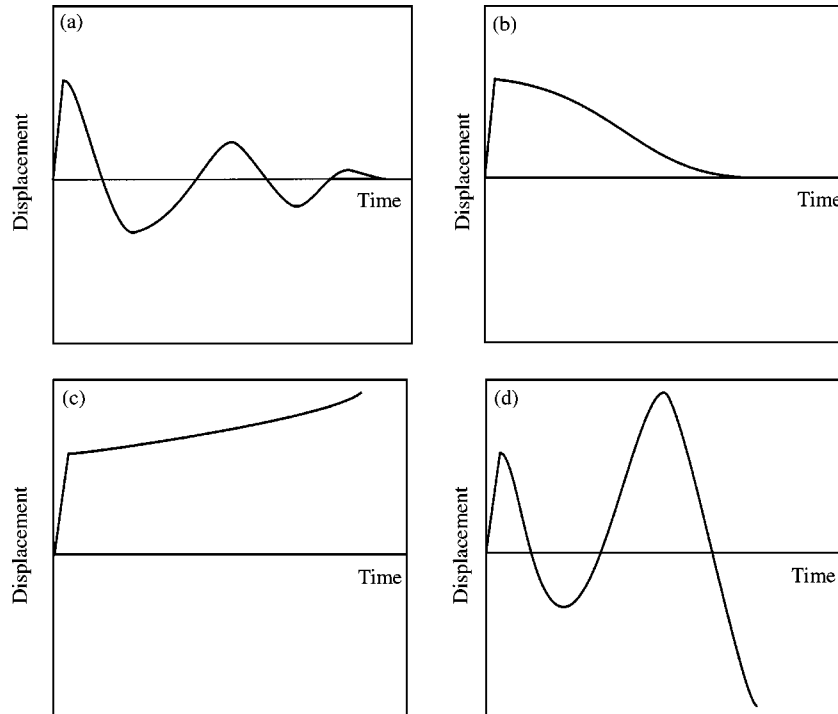 (a)
Displacement
Time
(b)
Displacement
Time
(c)
Displacement
Time
(d)
Displacement
Time